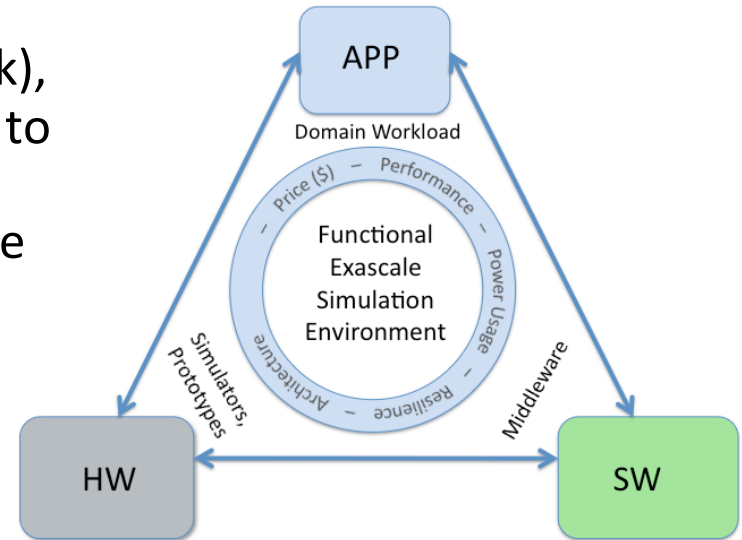 k),
to
e
APP
Domain Workload
– Price ($) – Performance – Power Usage – Resilience – Architecture
Functional
Exascale
Simulation
Environment
Simulators,
Prototypes
Middleware
HW
SW